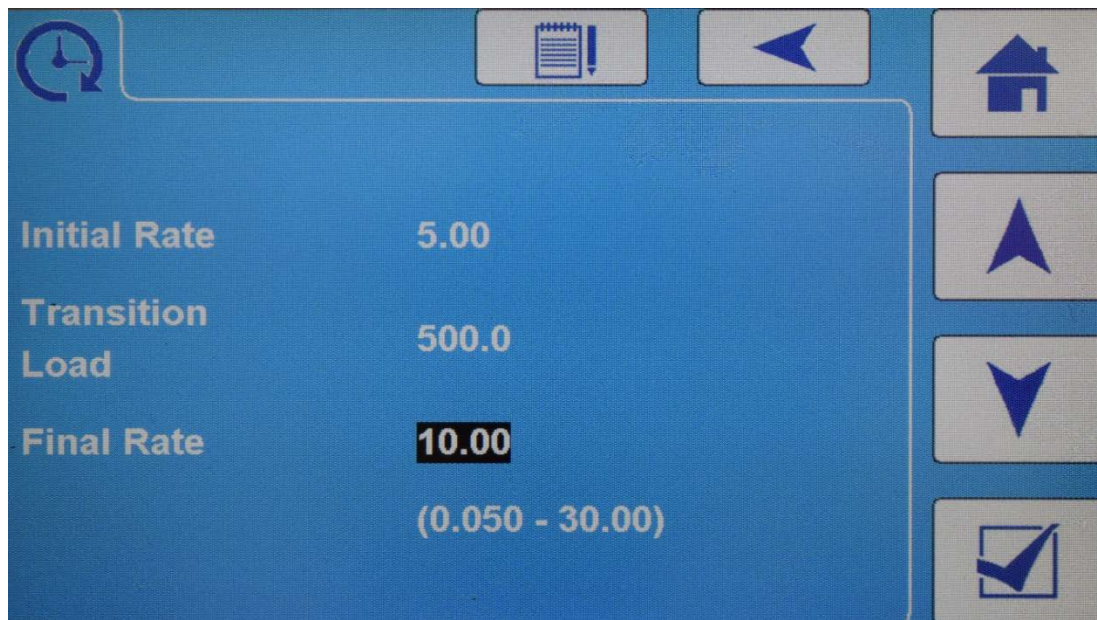 Initial Rate 5.00
Transition
Load 500.0
Final Rate 10.00
(0.050 - 30.00)